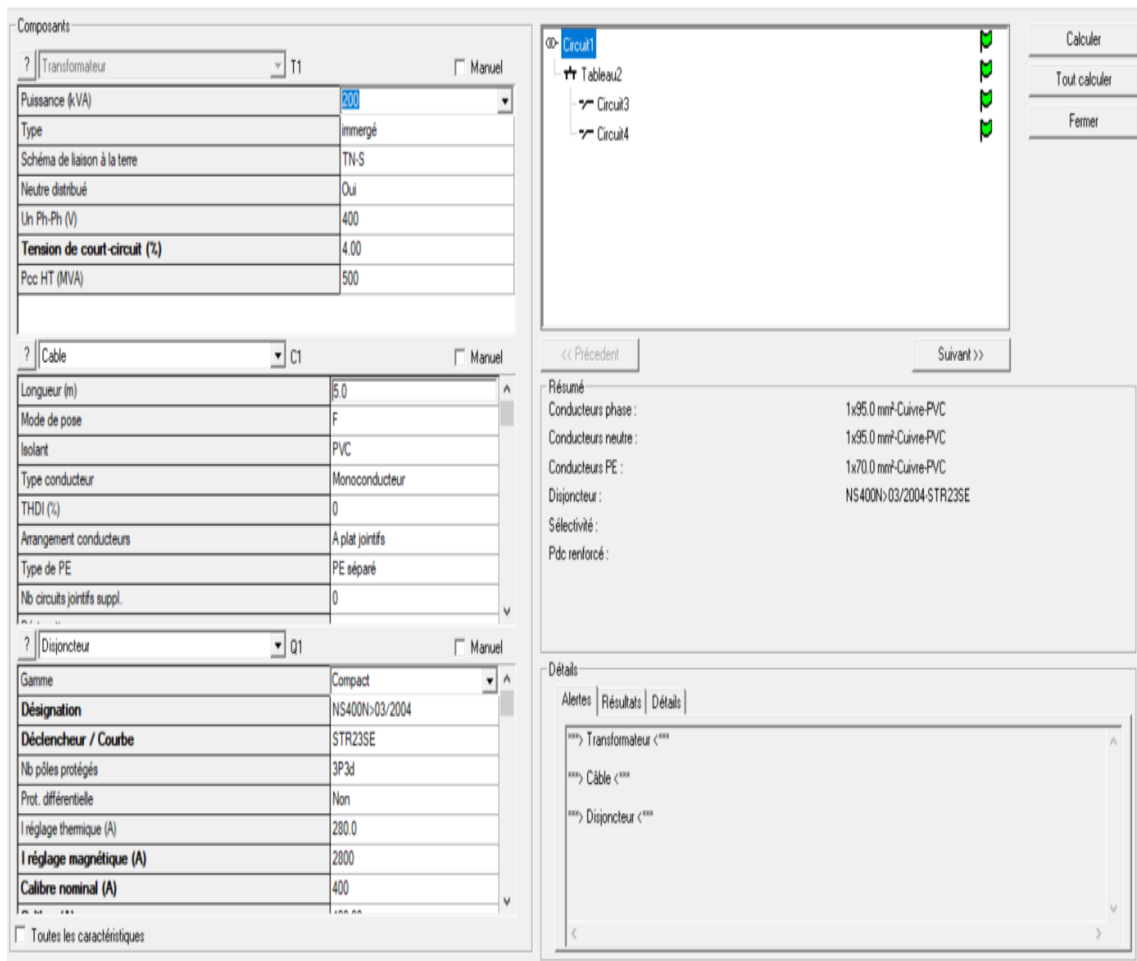 Composants
? Transformateur T1 Manuel
Puissance (kVA) 200
Type immergé
Schéma de liaison à la terre TN-S
Neutre distribué Oui
Un Ph-Ph (V) 400
Tension de court-circuit (%) 4.00
Pcc HT (MVA) 500
? Cable C1 Manuel
Longueur (m) 5.0
Mode de pose F
Isolant PVC
Type conducteur Monoconducteur
THDI (%) 0
Arrangement conducteurs A plat jointifs
Type de PE PE séparé
Nb circuits jointifs suppl. 0
? Disjoncteur Q1 Manuel
Gamme Compact
Désignation NS400N>03/2004
Déclencheur / Courbe STR23SE
Nb pôles protégés 3P3d
Prot. différentielle Non
I réglage thermique (A) 280.0
I réglage magnétique (A) 2800
Calibre nominal (A) 400
Toutes les caractéristiques
Circuit1
Tableau2
Circuit3
Circuit4
Calculer
Tout calculer
Fermer
<< Précedent Suivant >>
Résumé
Conducteurs phase : 1x95.0 mm²-Cuivre-PVC
Conducteurs neutre : 1x95.0 mm²-Cuivre-PVC
Conducteurs PE : 1x70.0 mm²-Cuivre-PVC
Disjoncteur : NS400N>03/2004-STR23SE
Sélectivité :
Pdc renforcé :
Détails
Alertes Résultats Détails
***> Transformateur <***
***> Câble <***
***> Disjoncteur <***